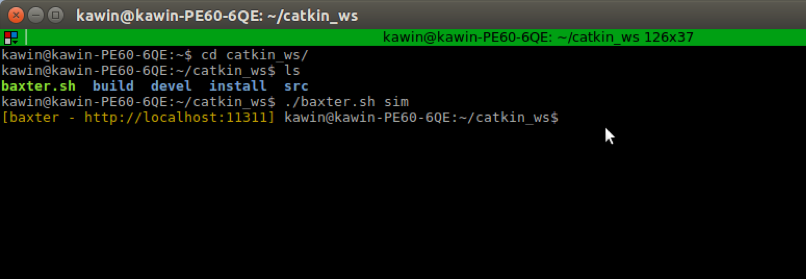 kawin@kawin-PE60-6QE: ~/catkin_ws
kawin@kawin-PE60-6QE: ~/catkin_ws 126x37
kawin@kawin-PE60-6QE:~$ cd catkin_ws/
kawin@kawin-PE60-6QE:~/catkin_ws$ ls
baxter.sh  build  devel  install  src
kawin@kawin-PE60-6QE:~/catkin_ws$ ./baxter.sh sim
[baxter - http://localhost:11311] kawin@kawin-PE60-6QE:~/catkin_ws$